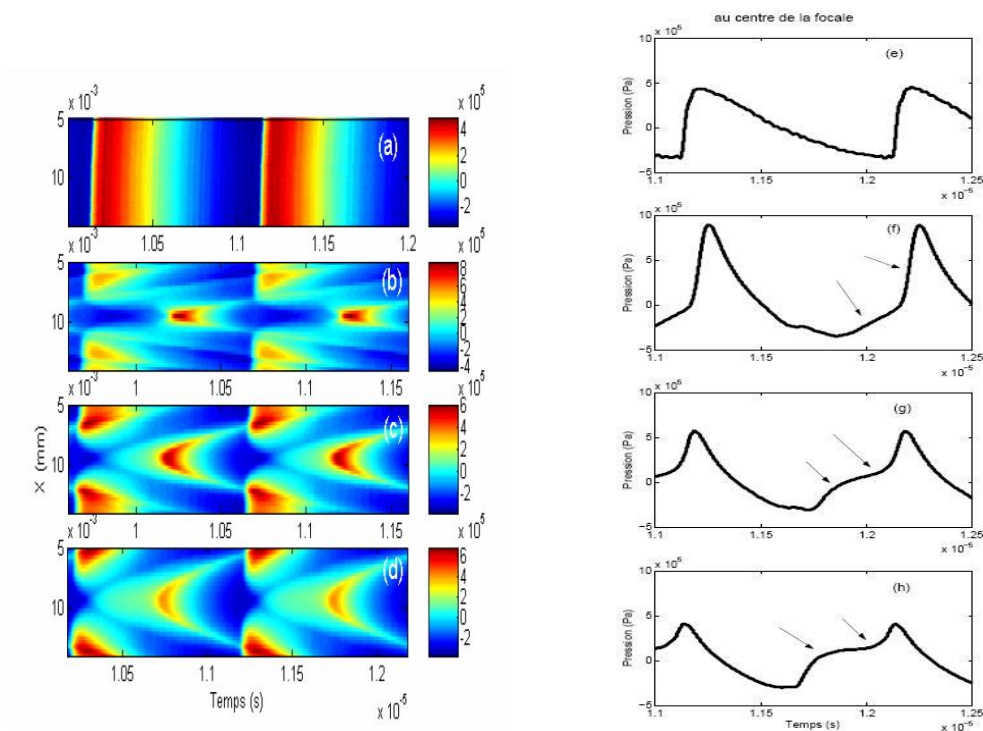 x 10⁻³
x 10⁵
5
10
(a)
4
2
0
-2
1.05
1.1
1.15
1.2
x 10⁻³
x 10⁵
5
10
(b)
8
6
4
2
0
-2
-4
1
1.05
1.1
1.15
x 10⁻³
x 10⁵
5
10
(c)
6
4
2
0
-2
X (mm)
1
1.05
1.1
1.15
x 10⁻³
x 10⁵
5
10
(d)
6
4
2
0
-2
1.05
1.1
1.15
1.2
Temps (s)
x 10⁻⁵
au centre de la focale
x 10⁵
10
5
0
-5
Pression (Pa)
(e)
1.1
1.15
1.2
1.25
x 10⁻⁵
x 10⁵
10
5
0
-5
Pression (Pa)
(f)
1.1
1.15
1.2
1.25
x 10⁻⁵
x 10⁵
10
5
0
-5
Pression (Pa)
(g)
1.1
1.15
1.2
1.25
x 10⁻⁵
x 10⁵
10
5
0
-5
Pression (Pa)
(h)
1.1
1.15
1.2
1.25
Temps (s)
x 10⁻⁵